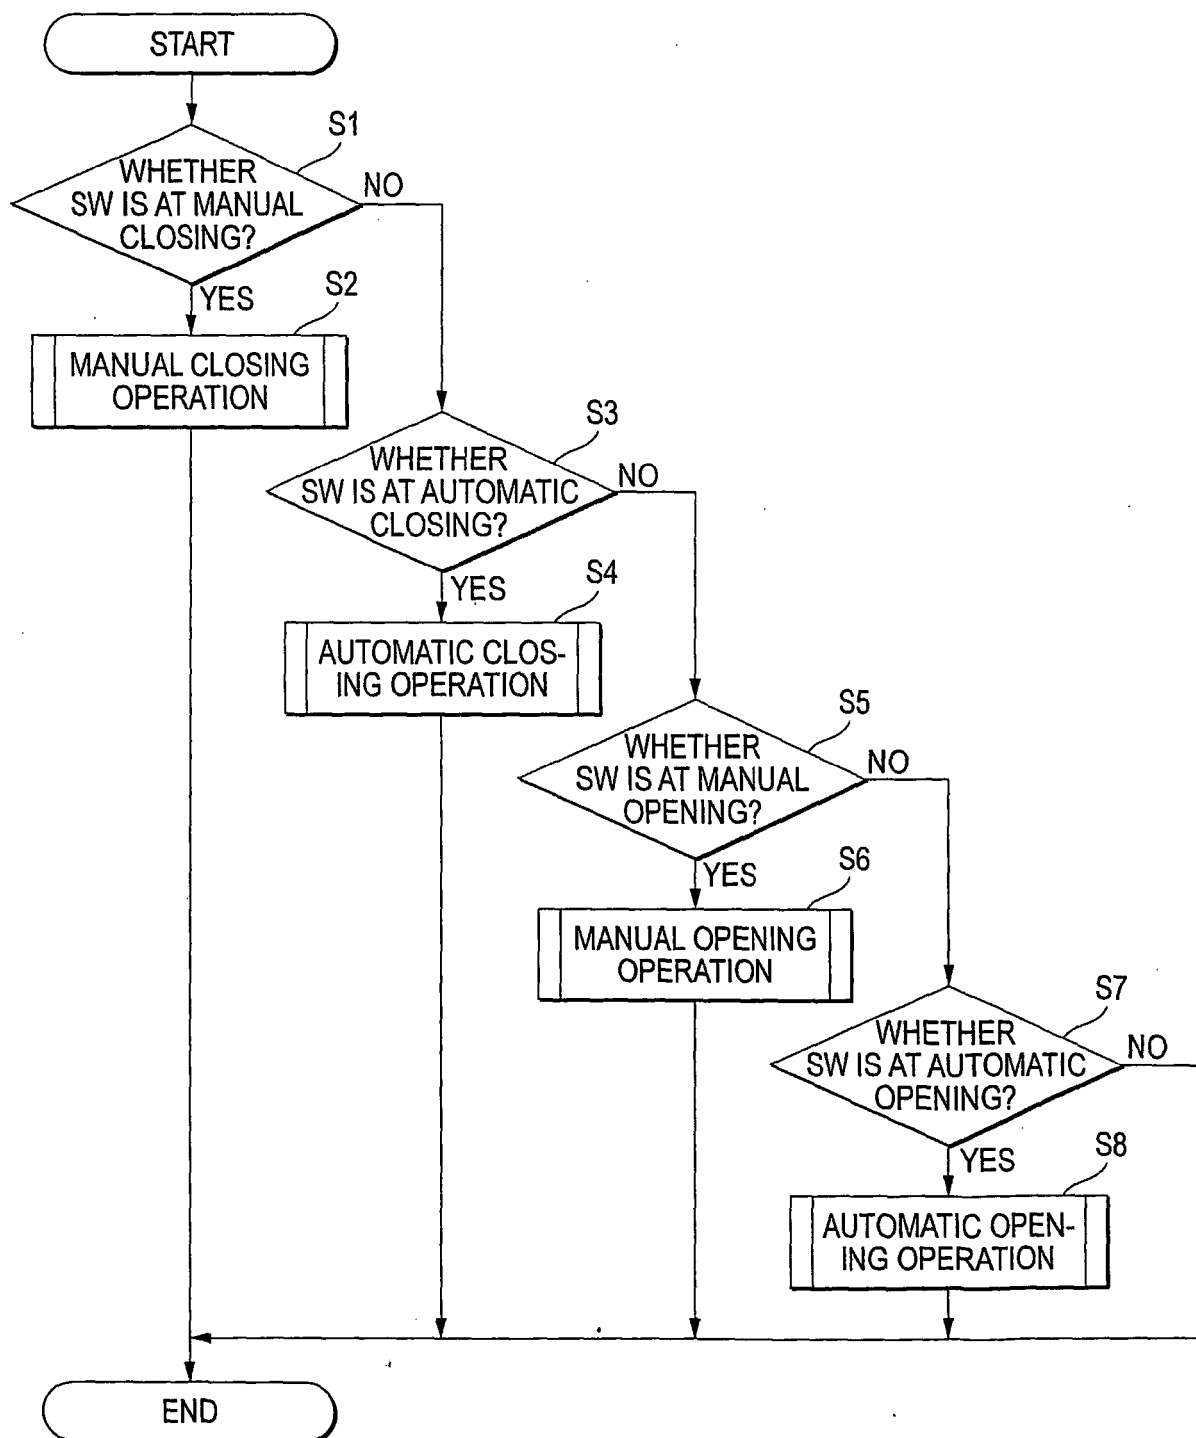 START
S1
WHETHER
SW IS AT MANUAL
CLOSING?
NO
YES
S2
MANUAL CLOSING
OPERATION
S3
WHETHER
SW IS AT AUTOMATIC
CLOSING?
NO
YES
S4
AUTOMATIC CLOS-
ING OPERATION
S5
WHETHER
SW IS AT MANUAL
OPENING?
NO
YES
S6
MANUAL OPENING
OPERATION
S7
WHETHER
SW IS AT AUTOMATIC
OPENING?
NO
YES
S8
AUTOMATIC OPEN-
ING OPERATION
END